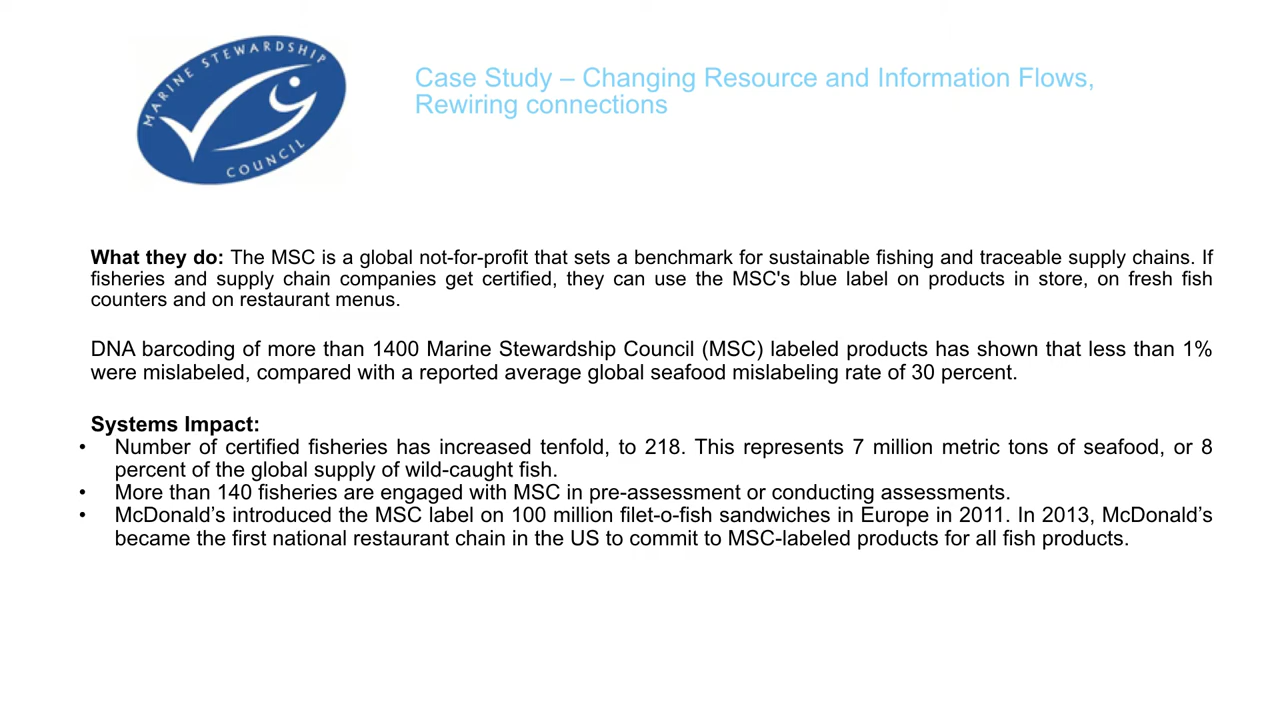 MARINE STEWARDSHIP
COUNCIL
Case Study – Changing Resource and Information Flows,
Rewiring connections
What they do: The MSC is a global not-for-profit that sets a benchmark for sustainable fishing and traceable supply chains. If
fisheries and supply chain companies get certified, they can use the MSC's blue label on products in store, on fresh fish
counters and on restaurant menus.
DNA barcoding of more than 1400 Marine Stewardship Council (MSC) labeled products has shown that less than 1%
were mislabeled, compared with a reported average global seafood mislabeling rate of 30 percent.
Systems Impact:
• Number of certified fisheries has increased tenfold, to 218. This represents 7 million metric tons of seafood, or 8
percent of the global supply of wild-caught fish.
• More than 140 fisheries are engaged with MSC in pre-assessment or conducting assessments.
• McDonald’s introduced the MSC label on 100 million filet-o-fish sandwiches in Europe in 2011. In 2013, McDonald’s
became the first national restaurant chain in the US to commit to MSC-labeled products for all fish products.